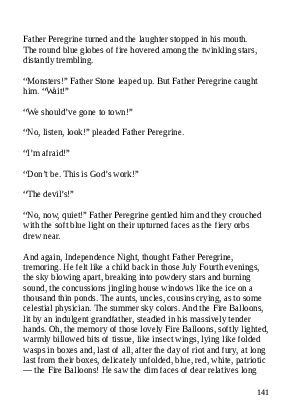 Father Peregrine turned and the laughter stopped in his mouth.
The round blue globes of fire hovered among the twinkling stars,
distantly trembling.
“Monsters!” Father Stone leaped up. But Father Peregrine caught
him. “Wait!”
“We should’ve gone to town!”
“No, listen, look!” pleaded Father Peregrine.
“I’m afraid!”
“Don’t be. This is God’s work!”
“The devil’s!”
“No, now, quiet!” Father Peregrine gentled him and they crouched
with the soft blue light on their upturned faces as the fiery orbs
drew near.
And again, Independence Night, thought Father Peregrine,
tremoring. He felt like a child back in those July Fourth evenings,
the sky blowing apart, breaking into powdery stars and burning
sound, the concussions jingling house windows like the ice on a
thousand thin ponds. The aunts, uncles, cousins crying, as to some
celestial physician. The summer sky colors. And the Fire Balloons,
lit by an indulgent grandfather, steadied in his massively tender
hands. Oh, the memory of those lovely Fire Balloons, softly lighted,
warmly billowed bits of tissue, like insect wings, lying like folded
wasps in boxes and, last of all, after the day of riot and fury, at long
last from their boxes, delicately unfolded, blue, red, white, patriotic
— the Fire Balloons! He saw the dim faces of dear relatives long
141